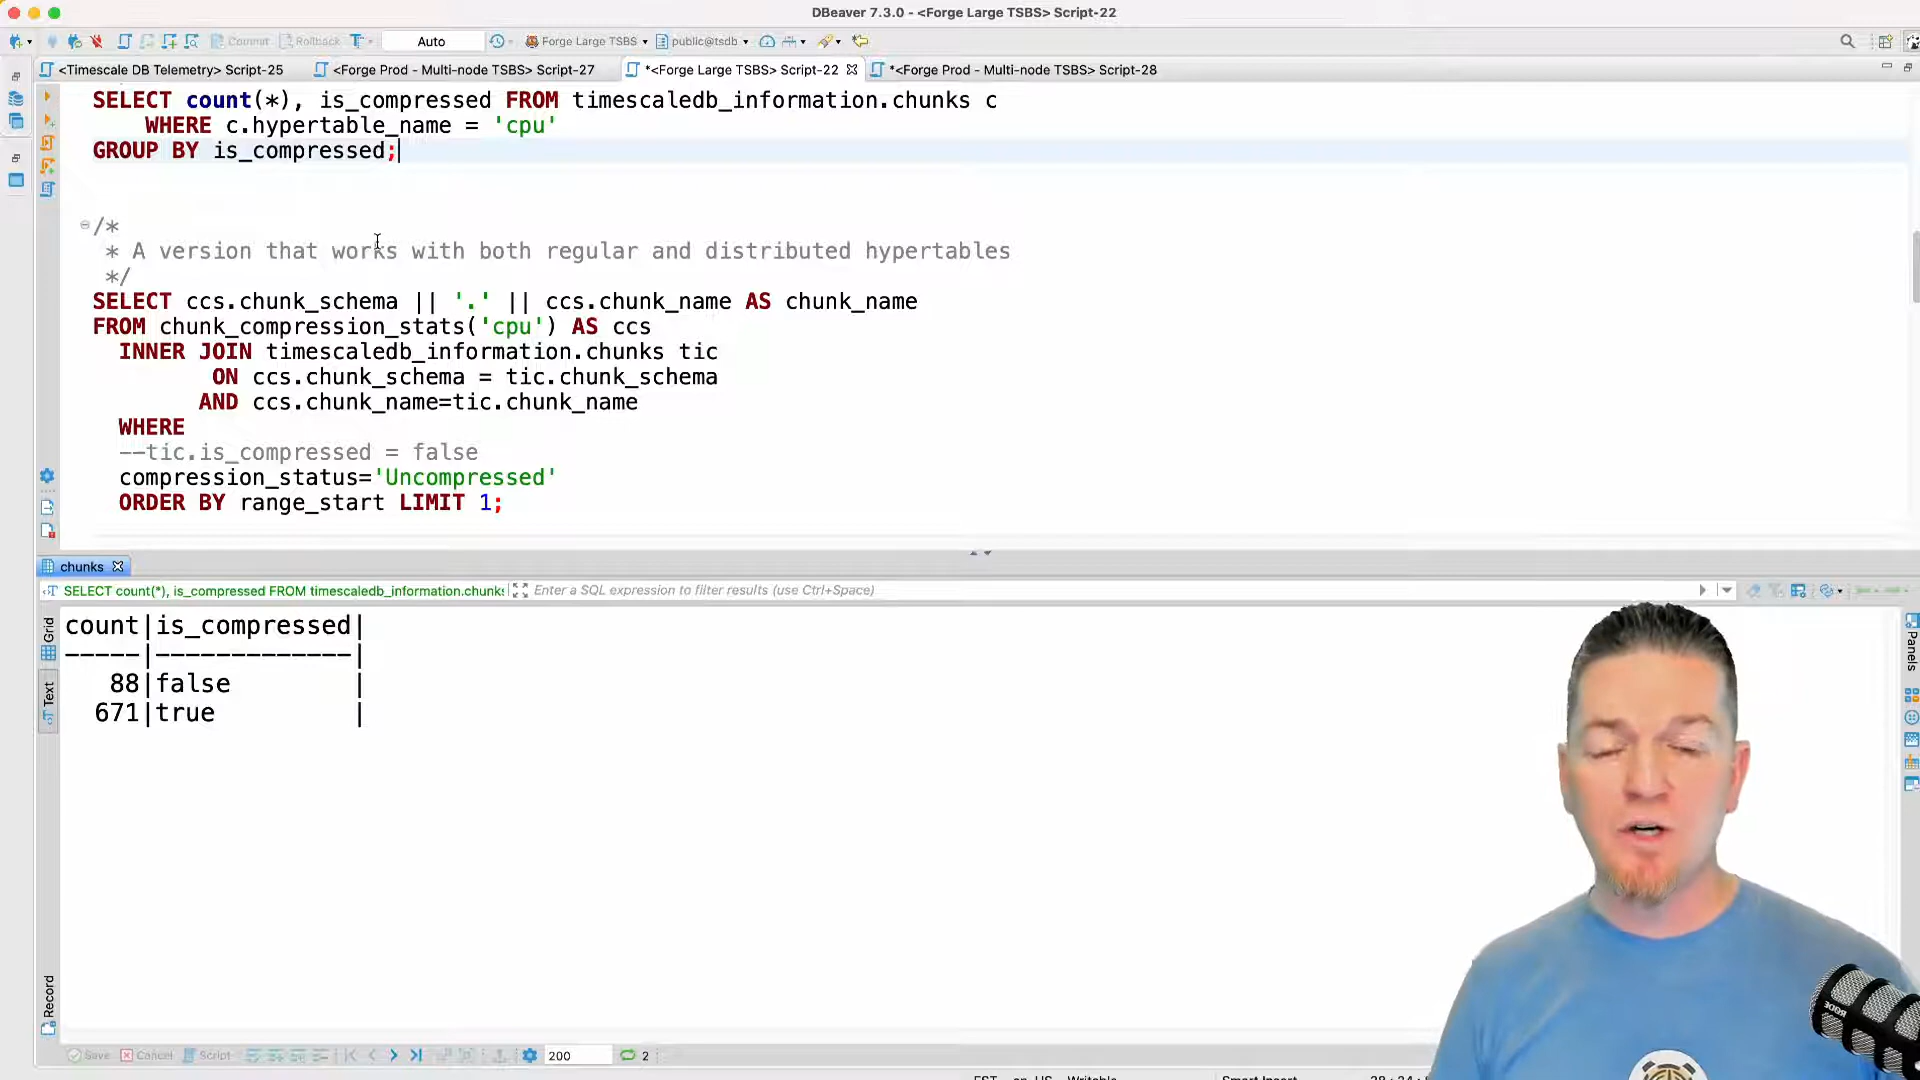 DBeaver 7.3.0 - <Forge Large TSBS> Script-22
Commit Rollback Auto Forge Large TSBS public@tsdb
<Timescale DB Telemetry> Script-25 <Forge Prod - Multi-node TSBS> Script-27 *<Forge Large TSBS> Script-22 *<Forge Prod - Multi-node TSBS> Script-28
SELECT count(*), is_compressed FROM timescaledb_information.chunks c
WHERE c.hypertable_name = 'cpu'
GROUP BY is_compressed;
/*
* A version that works with both regular and distributed hypertables
*/
SELECT ccs.chunk_schema || '.' || ccs.chunk_name AS chunk_name
FROM chunk_compression_stats('cpu') AS ccs
INNER JOIN timescaledb_information.chunks tic
ON ccs.chunk_schema = tic.chunk_schema
AND ccs.chunk_name=tic.chunk_name
WHERE
--tic.is_compressed = false
compression_status='Uncompressed'
ORDER BY range_start LIMIT 1;
chunks
SELECT count(*), is_compressed FROM timescaledb_information.chunks Enter a SQL expression to filter results (use Ctrl+Space)
Grid
Text
Record
Panels
count|is_compressed|
-----|-------------|
88|false |
671|true |
RODE
Save Cancel Script 200 2